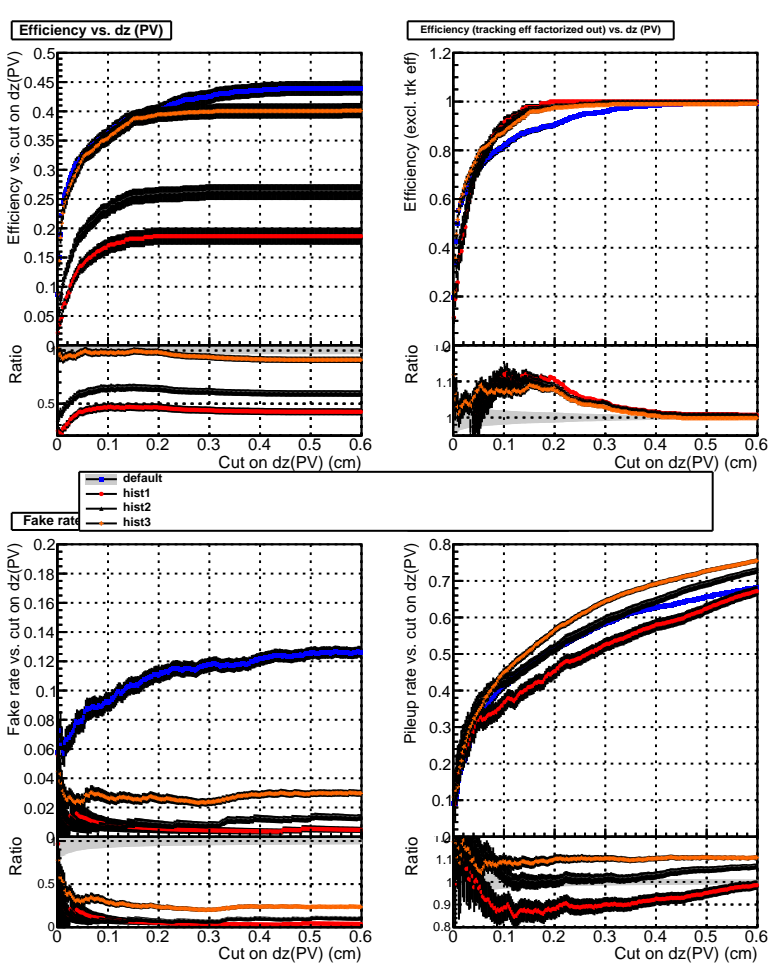 Efficiency vs. dz (PV)
Efficiency (tracking eff factorized out) vs. dz (PV)
Efficiency vs. cut on dz(PV)
0.5
0.45
0.4
0.35
0.3
0.25
0.2
0.15
0.1
0.05
0
Ratio
1
0.5
0 0.1 0.2 0.3 0.4 0.5 0.6
Cut on dz(PV) (cm)
Efficiency (excl. trk eff)
1.2
1
0.8
0.6
0.4
0.2
0
Ratio
1.1
1
0 0.1 0.2 0.3 0.4 0.5 0.6
Cut on dz(PV) (cm)
default
hist1
hist2
hist3
Fake rate
Fake rate vs. cut on dz(PV)
0.2
0.18
0.16
0.14
0.12
0.1
0.08
0.06
0.04
0.02
0
Ratio
1
0.5
0
0 0.1 0.2 0.3 0.4 0.5 0.6
Cut on dz(PV) (cm)
Pileup rate vs. cut on dz(PV)
0.8
0.7
0.6
0.5
0.4
0.3
0.2
0.1
Ratio
1.1
1
0.9
0.8
0 0.1 0.2 0.3 0.4 0.5 0.6
Cut on dz(PV) (cm)